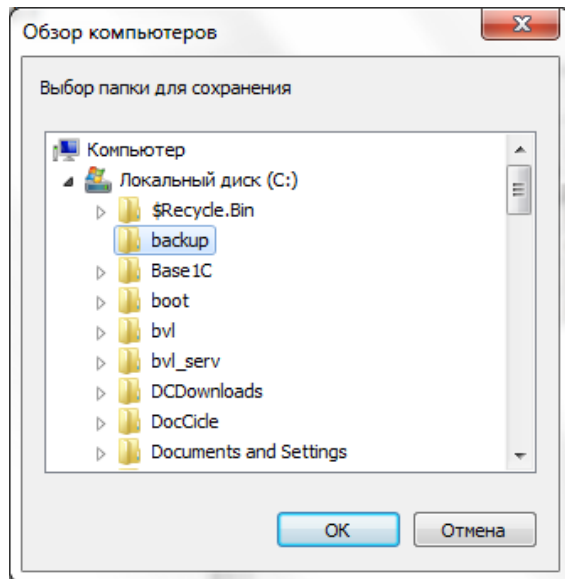 Обзор компьютеров
Выбор папки для сохранения
Компьютер
Локальный диск (C:)
$Recycle.Bin
backup
Base1C
boot
bvl
bvl_serv
DCDownloads
DocCicle
Documents and Settings
OK
Отмена